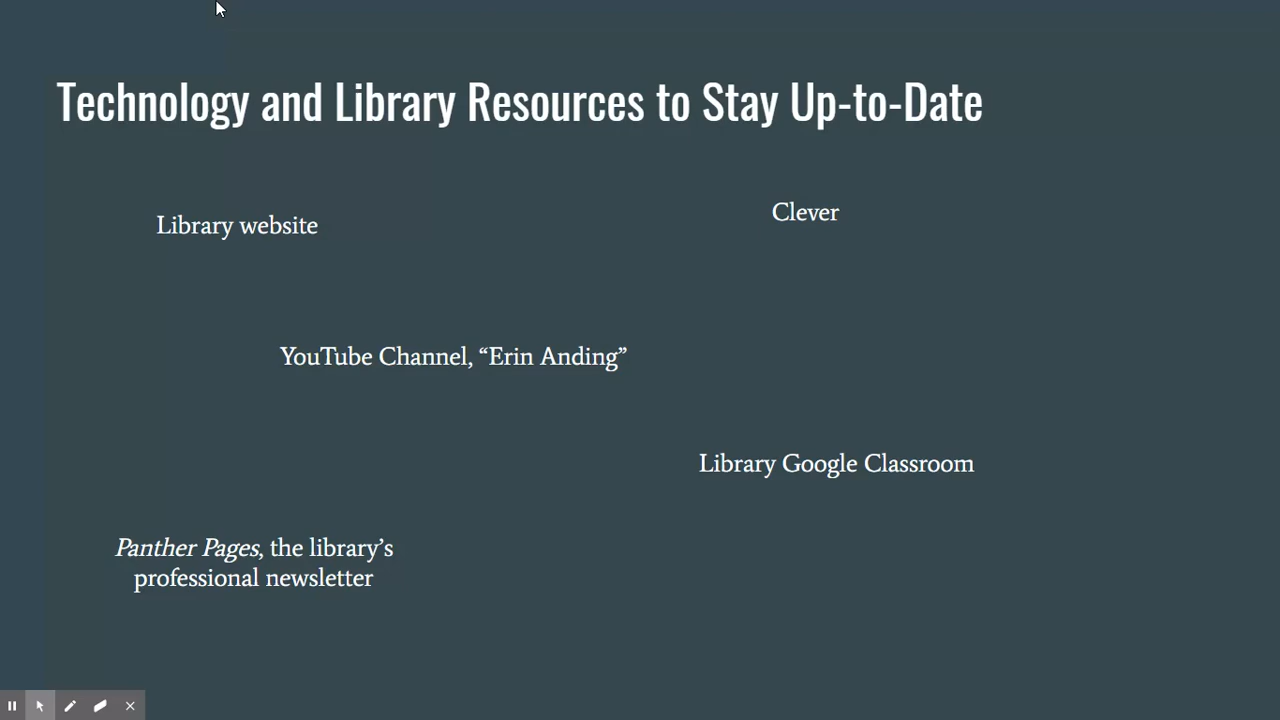 Technology and Library Resources to Stay Up-to-Date
Library website
Clever
YouTube Channel, “Erin Anding”
Library Google Classroom
Panther Pages, the library’s
professional newsletter